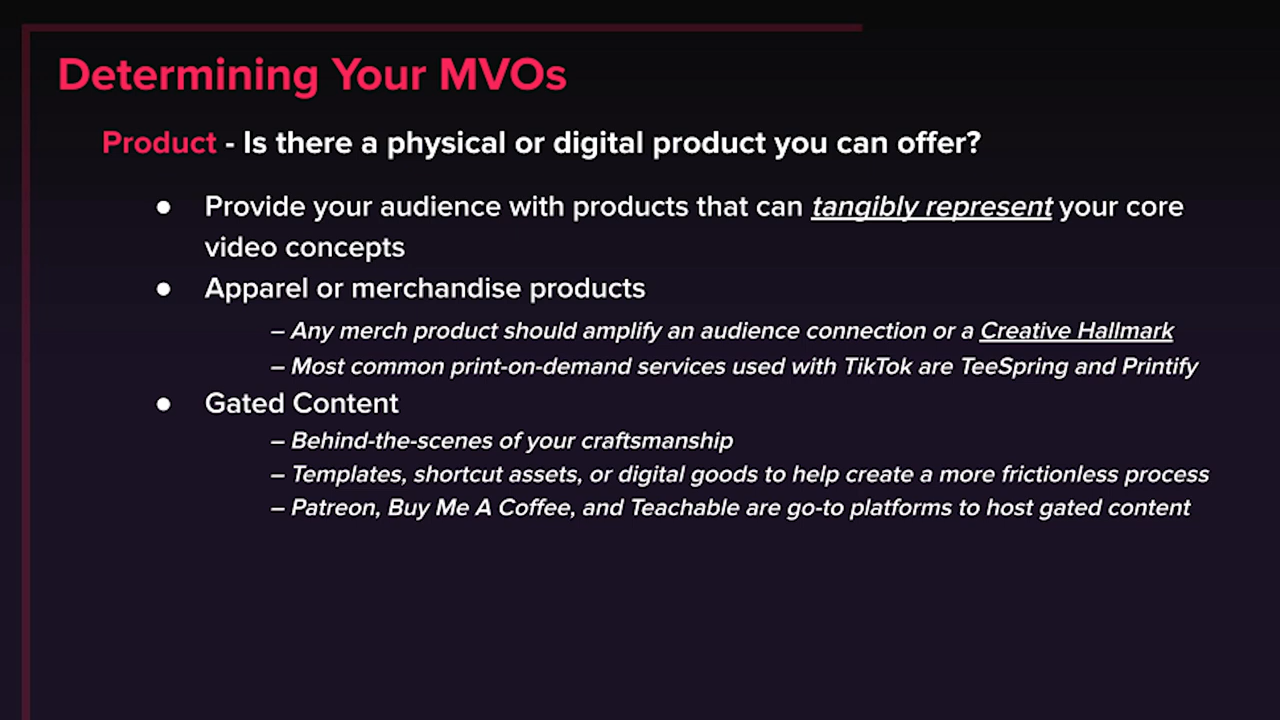 Determining Your MVOs
Product - Is there a physical or digital product you can offer?
● Provide your audience with products that can tangibly represent your core
video concepts
● Apparel or merchandise products
– Any merch product should amplify an audience connection or a Creative Hallmark
– Most common print-on-demand services used with TikTok are TeeSpring and Printify
● Gated Content
– Behind-the-scenes of your craftsmanship
– Templates, shortcut assets, or digital goods to help create a more frictionless process
– Patreon, Buy Me A Coffee, and Teachable are go-to platforms to host gated content